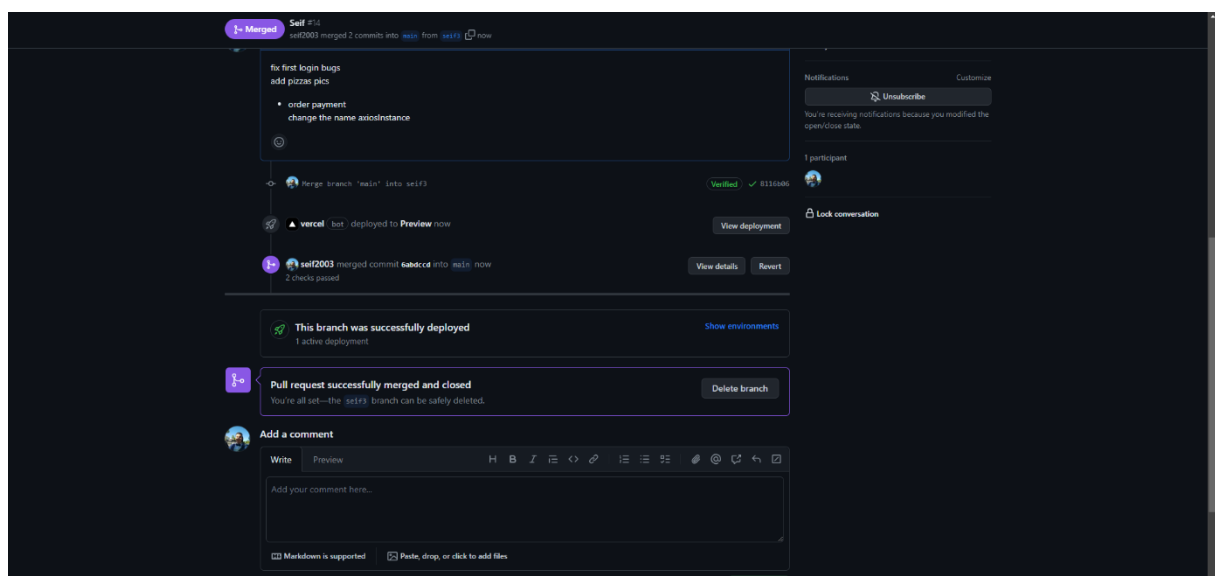 Merged
Seif #14
seif2003 merged 2 commits into main from seif3 now
fix first login bugs
add pizzas pics
order payment
change the name axiosInstance
Merge branch 'main' into seif3
Verified
8116b06
vercel bot deployed to Preview now
View deployment
seif2003 merged commit 6abdccd into main now
2 checks passed
View details
Revert
This branch was successfully deployed
1 active deployment
Show environments
Pull request successfully merged and closed
You're all set—the seif3 branch can be safely deleted.
Delete branch
Add a comment
Write
Preview
Add your comment here...
Markdown is supported
Paste, drop, or click to add files
Notifications
Customize
Unsubscribe
You're receiving notifications because you modified the
open/close state.
1 participant
Lock conversation